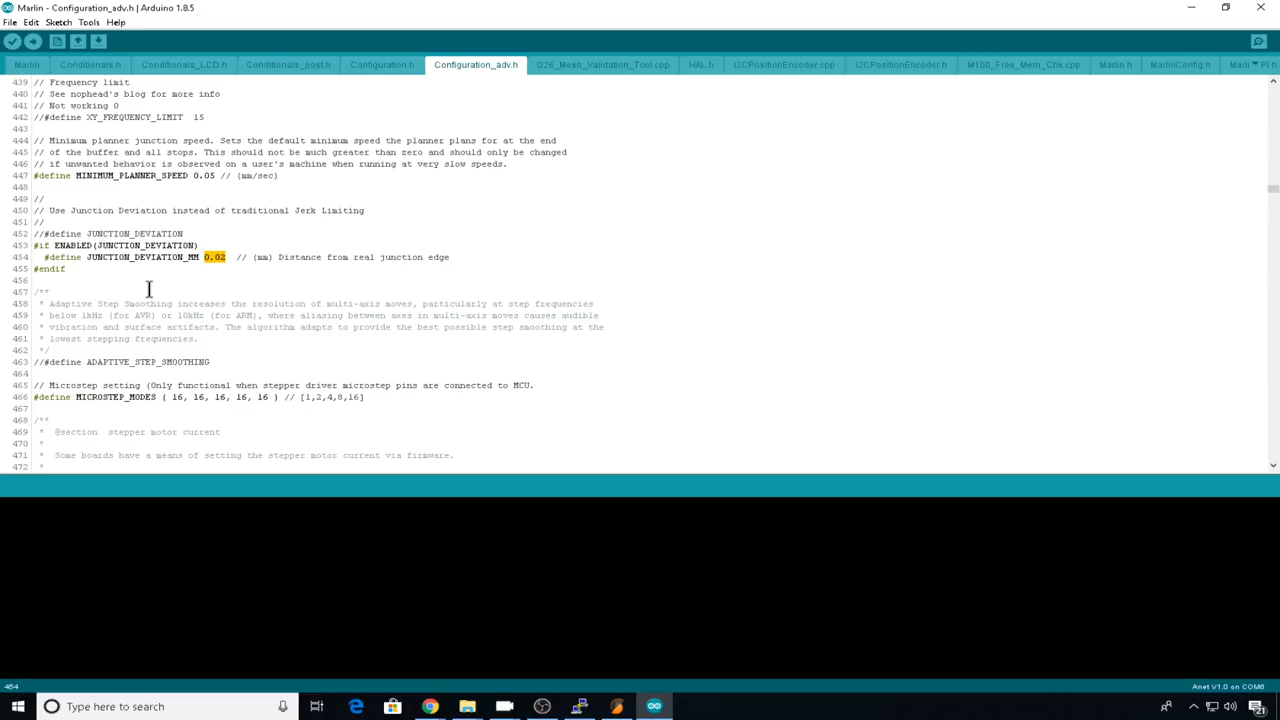 Marlin - Configuration_adv.h | Arduino 1.8.5
File Edit Sketch Tools Help
Marlin Conditionals.h Conditionals_LCD.h Conditionals_post.h Configuration.h Configuration_adv.h G26_Mesh_Validation_Tool.cpp HAL.h I2CPositionEncoder.cpp I2CPositionEncoder.h M100_Free_Mem_Chk.cpp Marlin.h MarlinConfig.h Marli Pl.h
439 // Frequency limit
440 // See nophead's blog for more info
441 // Not working O
442 //#define XY_FREQUENCY_LIMIT 15
443
444 // Minimum planner junction speed. Sets the default minimum speed the planner plans for at the end
445 // of the buffer and all stops. This should not be much greater than zero and should only be changed
446 // if unwanted behavior is observed on a user's machine when running at very slow speeds.
447 #define MINIMUM_PLANNER_SPEED 0.05 // (mm/sec)
448
449 //
450 // Use Junction Deviation instead of traditional Jerk Limiting
451 //
452 //#define JUNCTION_DEVIATION
453 #if ENABLED(JUNCTION_DEVIATION)
454 #define JUNCTION_DEVIATION_MM 0.02 // (mm) Distance from real junction edge
455 #endif
456
457 /**
458 * Adaptive Step Smoothing increases the resolution of multi-axis moves, particularly at step frequencies
459 * below 1kHz (for AVR) or 10kHz (for ARM), where aliasing between axes in multi-axis moves causes audible
460 * vibration and surface artifacts. The algorithm adapts to provide the best possible step smoothing at the
461 * lowest stepping frequencies.
462 */
463 //#define ADAPTIVE_STEP_SMOOTHING
464
465 // Microstep setting (Only functional when stepper driver microstep pins are connected to MCU.
466 #define MICROSTEP_MODES { 16, 16, 16, 16, 16 } // [1,2,4,8,16]
467
468 /**
469 * @section stepper motor current
470 *
471 * Some boards have a means of setting the stepper motor current via firmware.
472 *
454
Anet V1.0 on COM6
Type here to search
21